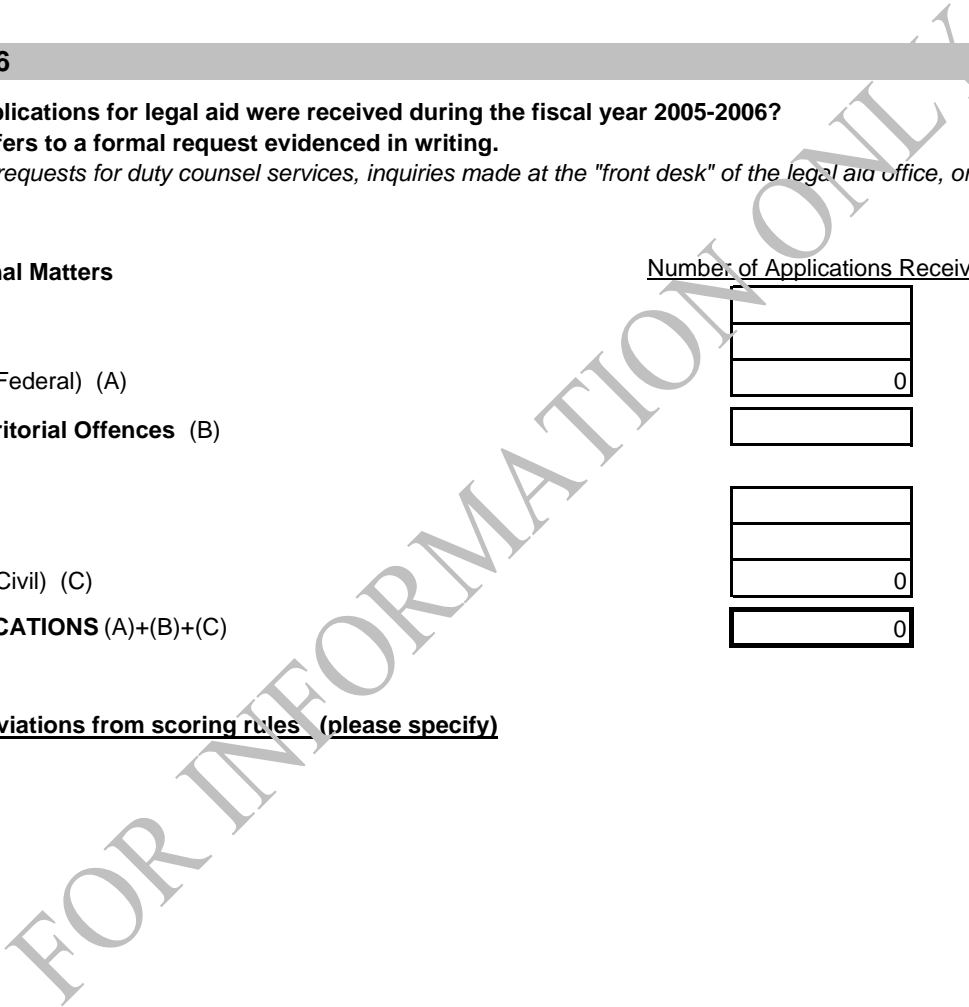 6
plications for legal aid were received during the fiscal year 2005-2006?
fers to a formal request evidenced in writing.
requests for duty counsel services, inquiries made at the "front desk" of the legal aid office, or
nal Matters
Number of Applications Receiv
Federal) (A)
0
ritorial Offences (B)
Civil) (C)
0
CATIONS (A)+(B)+(C)
0
viations from scoring rules (please specify)
FOR INFORMATION ONLY